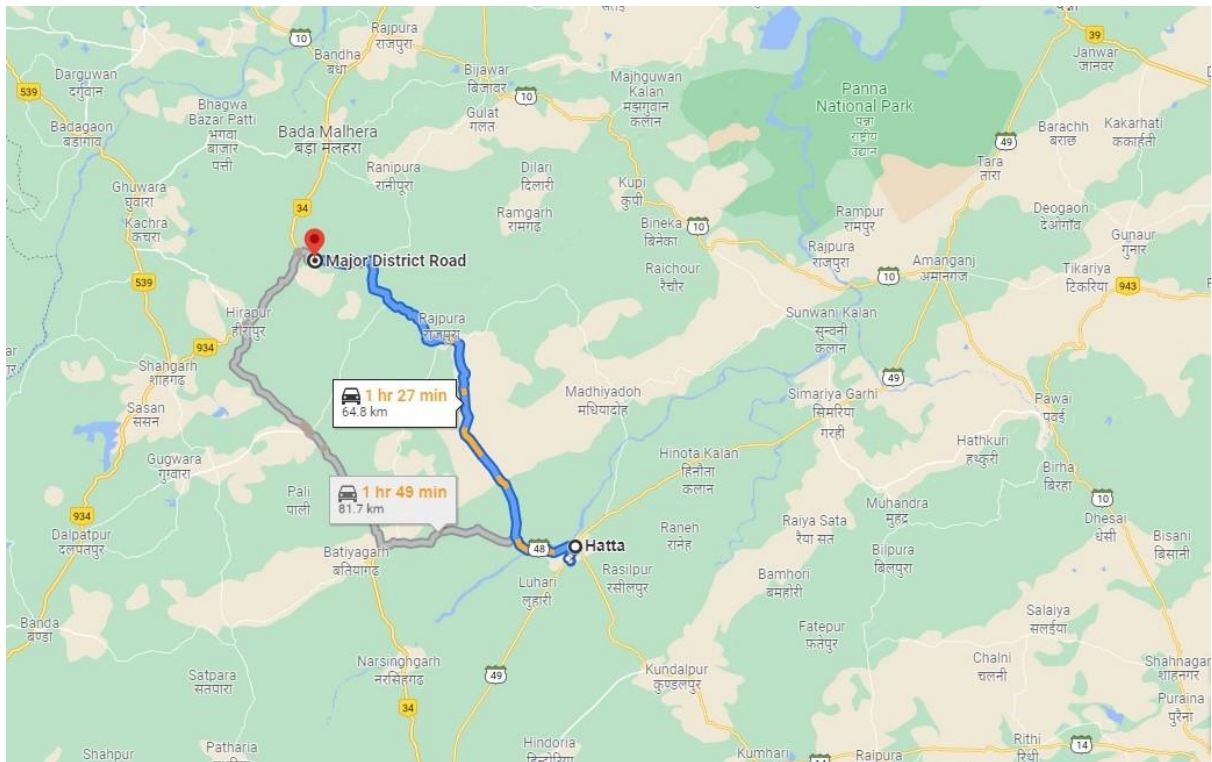 10
Rajpura
राजपुरा
Bandha
बंधा
39
Janwar
जानवर
Darguwan
दर्गुवान
539
Bijawar
बिजावर
10
Majhguwan
Kalan
मझगुवान
कलान
Panna
National Park
पन्ना
राष्ट्रीय
उद्यान
Badagaon
बड़ागाव
Bhagwa
Bazar Patti
भगवा
बाजार
पत्ती
Gulat
गलत
Bada Malhera
बड़ा मलहरा
49
Barachh
बराछ
Kakarhati
ककार्हती
Tara
तारा
Ranipura
रानीपूरा
Dilari
दिलारी
Kupi
कुपी
Ghuwara
घुवारा
34
Ramgarh
रामगढ़
Rampur
रामपुर
Deogaon
देओगाँव
Kachra
कचरा
Bineka
बिनेका
10
Gunaur
गुनार
Rajpura
राजपुरा
Amanganj
अमानगंज
Major District Road
Raichour
रैचौर
10
Tikariya
टिकरिया
943
539
Hirapur
हीरापुर
Rajpura
राजपुरा
Sunwani Kalan
सुन्वनी
कलान
934
Shahgarh
शाहगढ़
49
1 hr 27 min
64.8 km
Madhiyadoh
मधियादोह
Simariya Garhi
सिमरिया
गरही
Pawai
पवई
Sasan
ससन
Hathkuri
हथ्कुरी
Gugwara
गुग्वारा
Hinota Kalan
हिनौता
कलान
Birha
बिरहा
1 hr 49 min
81.7 km
Pali
पाली
Muhandra
मुहंद्र
10
934
Dalpatpur
दलपतपुर
Raneh
रानेह
Raiya Sata
रैया सत
Dhesai
धेसी
Bisani
बिसानी
48
Hatta
Batiyagarh
बतियागढ़
Bilpura
बिलपुरा
Luhari
लुहारी
Rasilpur
रसीलपुर
Bamhori
बमहोरी
Banda
बण्डा
Salaiya
सलईया
Fatepur
फ़तेपुर
Narsinghgarh
नरसिंहगढ
Satpara
सतपारा
49
Kundalpur
कुण्डलपुर
Chalni
चलनी
Shahnagar
शाहनगर
34
Puraina
पुरैना
Hindoria
Patharia
Shahpur
Kumhari
14
Raipura
Rithi
रिथी
14